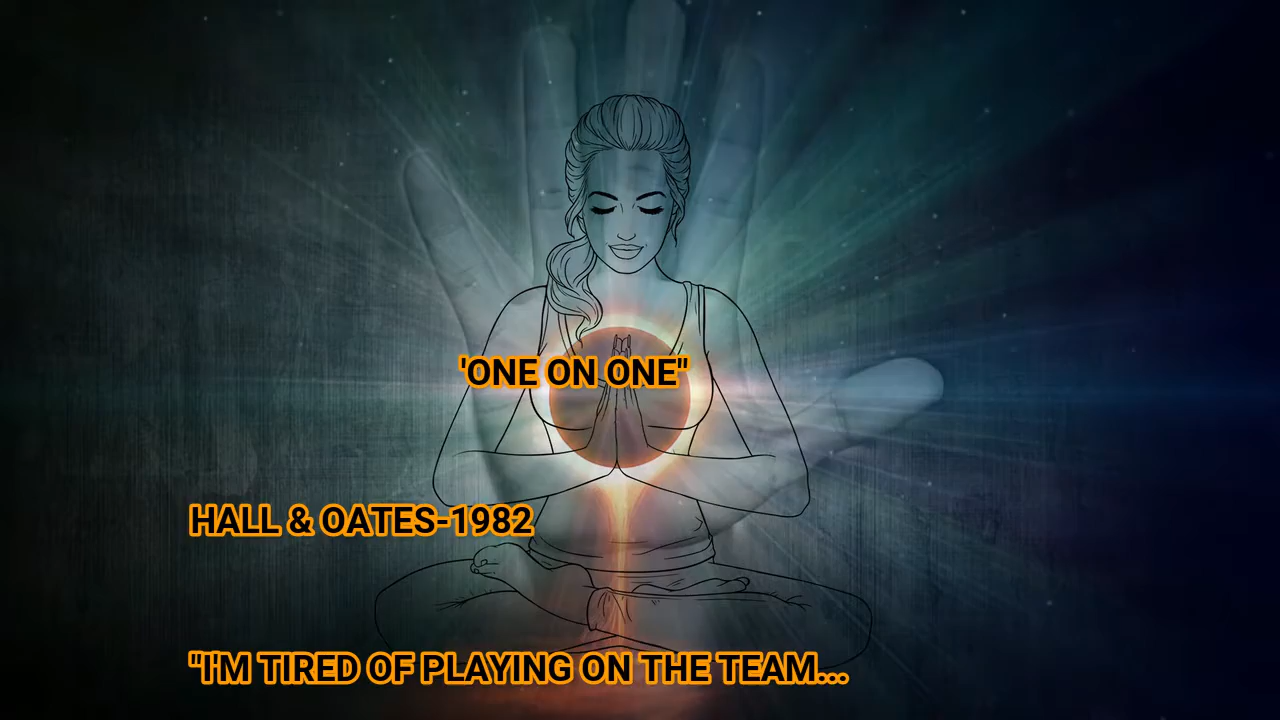 'ONE ON ONE"
HALL & OATES-1982
"I'M TIRED OF PLAYING ON THE TEAM...